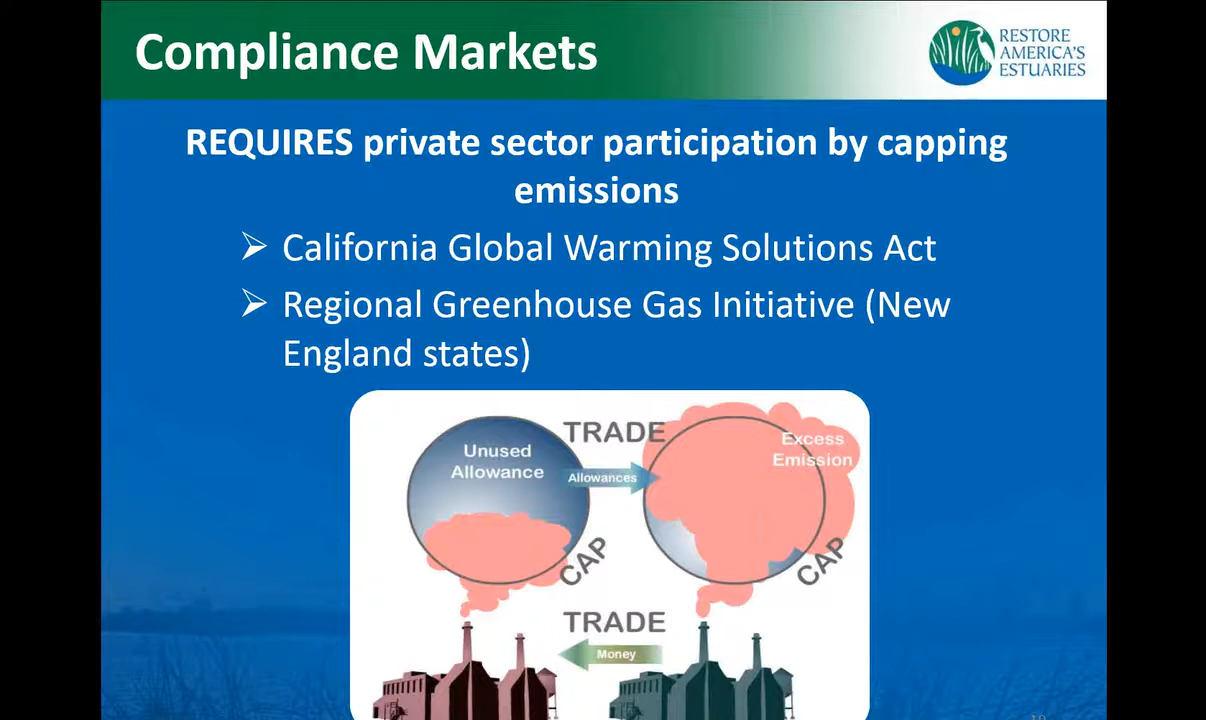 Compliance Markets
RESTORE
AMERICA'S
ESTUARIES
REQUIRES private sector participation by capping
emissions
➢ California Global Warming Solutions Act
➢ Regional Greenhouse Gas Initiative (New
England states)
TRADE
Unused
Allowance
Allowances
Excess
Emission
CAP
CAP
TRADE
Money